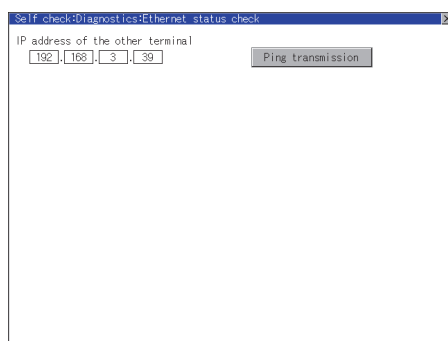 Self check:Diagnostics:Ethernet status check
IP address of the other terminal
192.168.3.39
Ping transmission